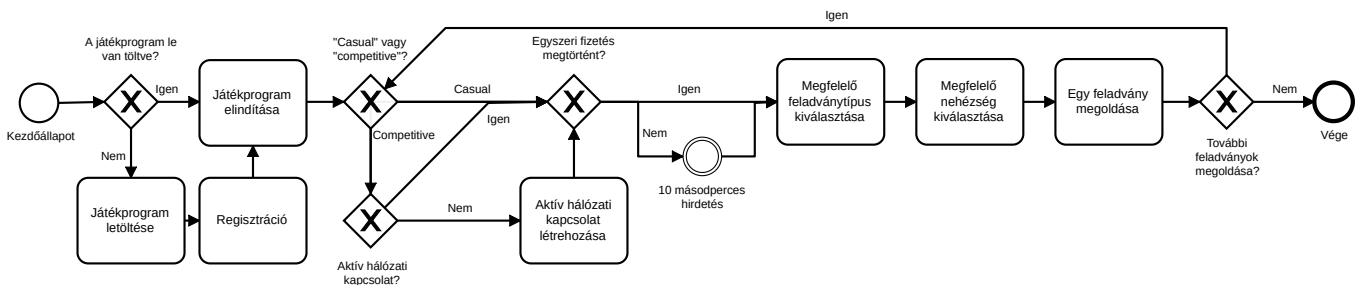 Kezdőállapot
A játékprogram le
van töltve?
Igen
Nem
Játékprogram
letöltése
Regisztráció
Játékprogram
elindítása
"Casual" vagy
"competitive"?
Casual
Competitive
Aktív hálózati
kapcsolat?
Igen
Nem
Aktív hálózati
kapcsolat
létrehozása
Egyszeri fizetés
megtörtént?
Igen
Nem
10 másodperces
hirdetés
Megfelelő
feladványtípus
kiválasztása
Megfelelő
nehézség
kiválasztása
Egy feladvány
megoldása
További
feladványok
megoldása?
Igen
Nem
Vége